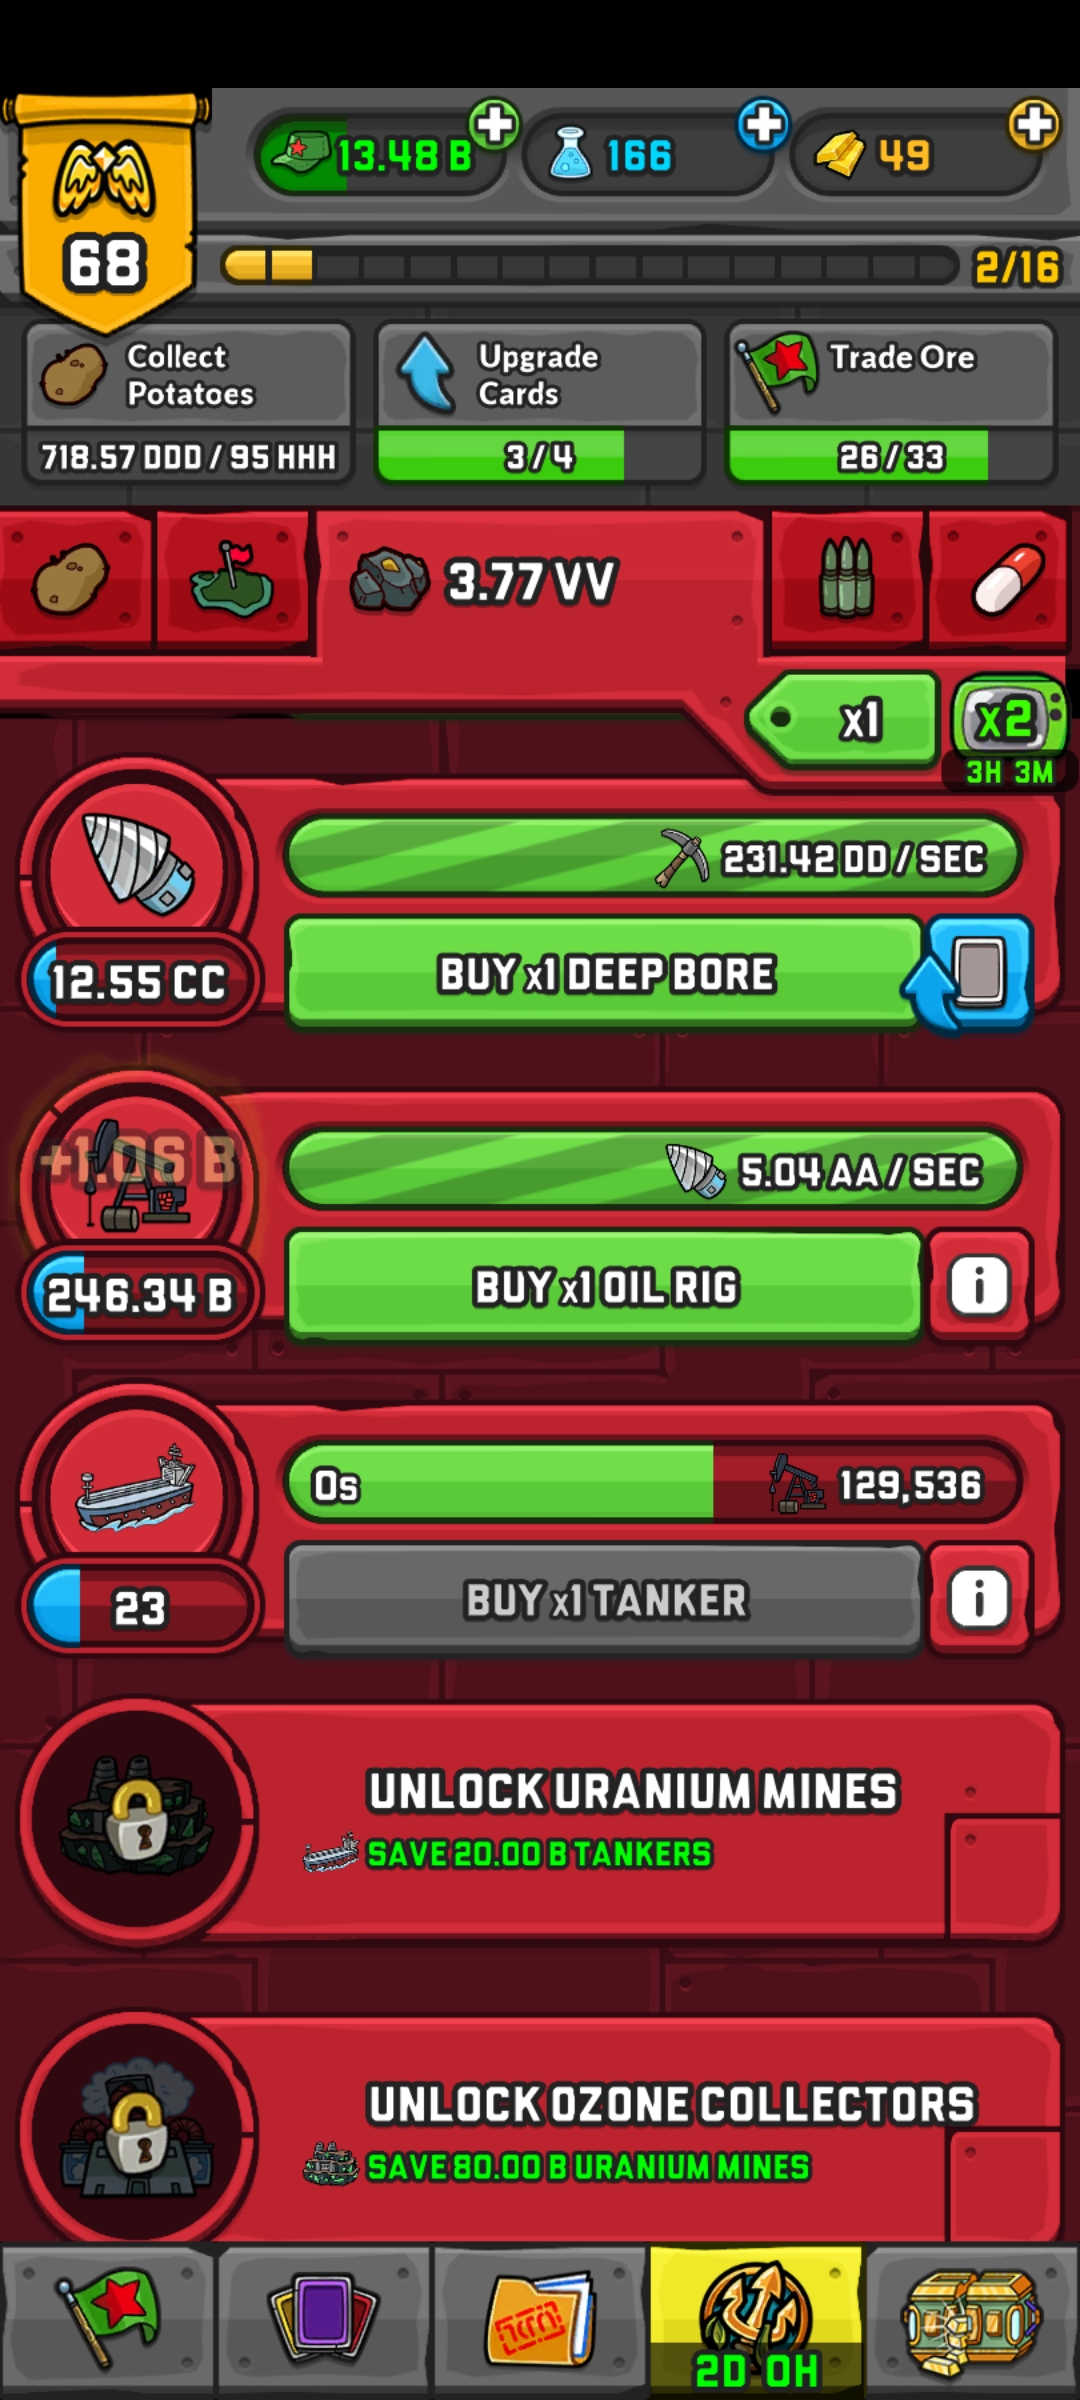 13.48 B
166
49
68
2/16
Collect
Potatoes
718.57 DDD / 95 HHH
Upgrade
Cards
3/4
Trade Ore
26/33
3.77 VV
x1
x2
3H 3M
231.42 DD / SEC
12.55 CC
BUY x1 DEEP BORE
+1.06 B
5.04 AA / SEC
246.34 B
BUY x1 OIL RIG
i
0s
129,536
23
BUY x1 TANKER
i
UNLOCK URANIUM MINES
SAVE 20.00 B TANKERS
UNLOCK OZONE COLLECTORS
SAVE 80.00 B URANIUM MINES
2D 0H